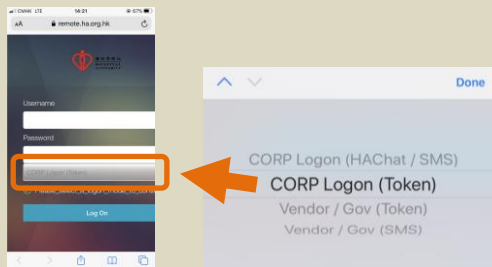 CMHK LTE 14:21 67%
AA remote.ha.org.hk
Username
Password
CORP Logon (Token)
Log On
Done
CORP Logon (HAChat / SMS)
CORP Logon (Token)
Vendor / Gov (Token)
Vendor / Gov (SMS)